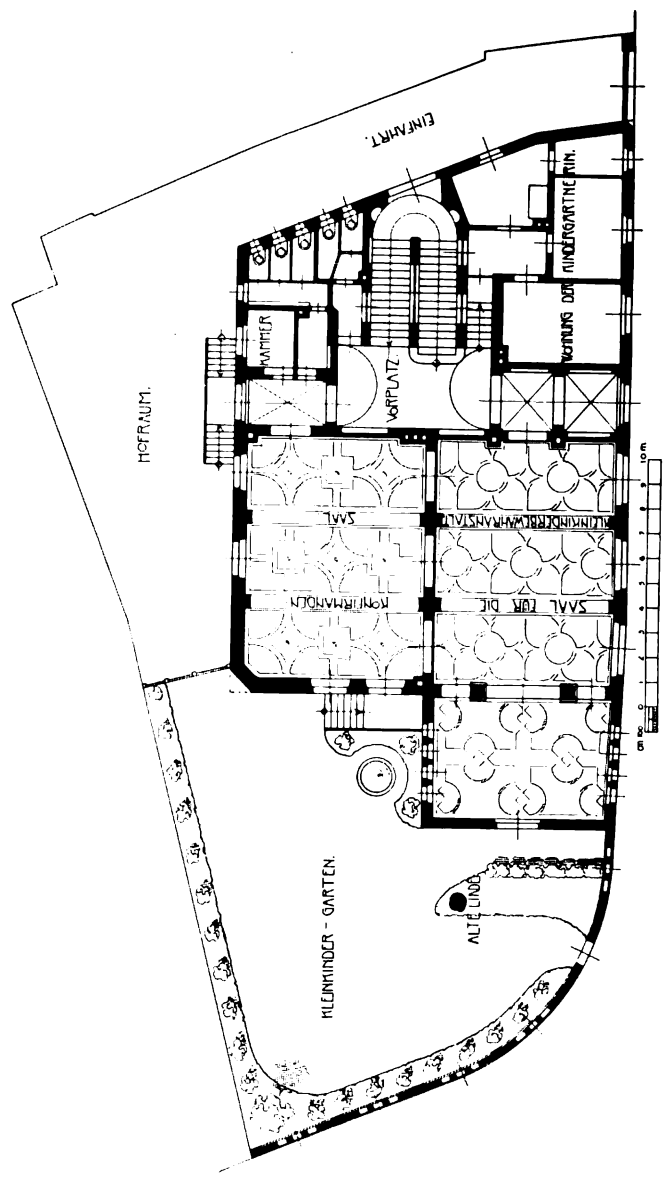 EINFAHRT.
HOFRAUM.
KAMMER
VORPLATZ.
WOHNUNG DER KINDERGÄRTNERIN.
KONFIRMANDEN SAAL
SAAL FÜR DIE KLEINKINDERBEWAHRANSTALT
KLEINKINDER-GARTEN.
ALTE LINDE